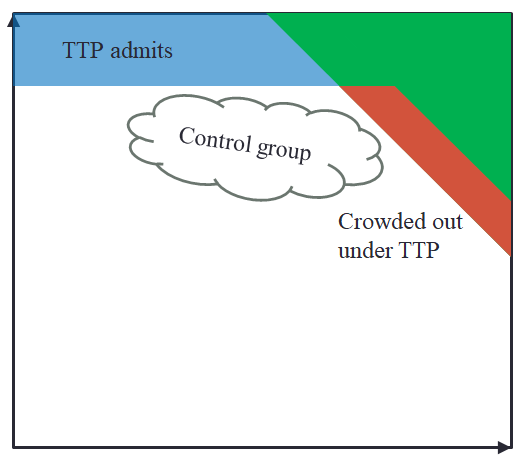 TTP admits
Control group
Crowded out
under TTP